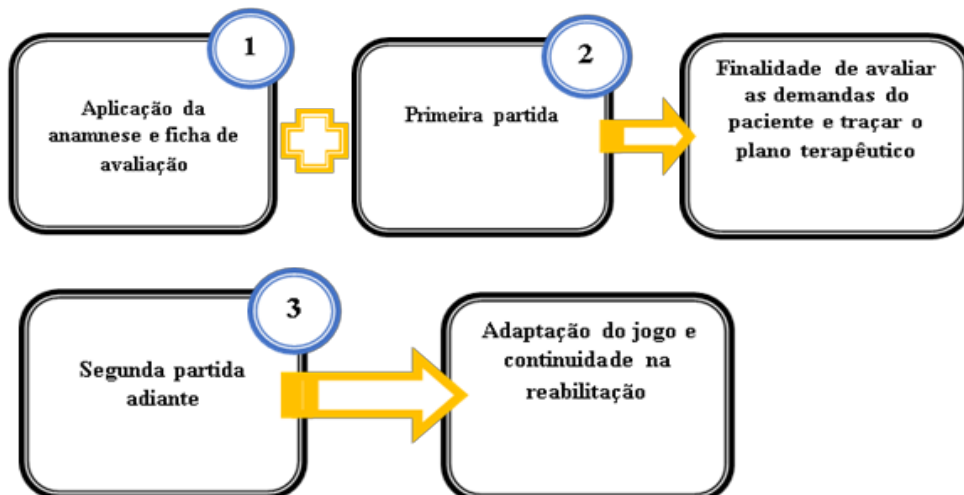 1
Aplicação da
anamnese e ficha de
avaliação
2
Primeira partida
Finalidade de avaliar
as demandas do
paciente e traçar o
plano terapêutico
3
Segunda partida
adiante
Adaptação do jogo e
continuidade na
reabilitação